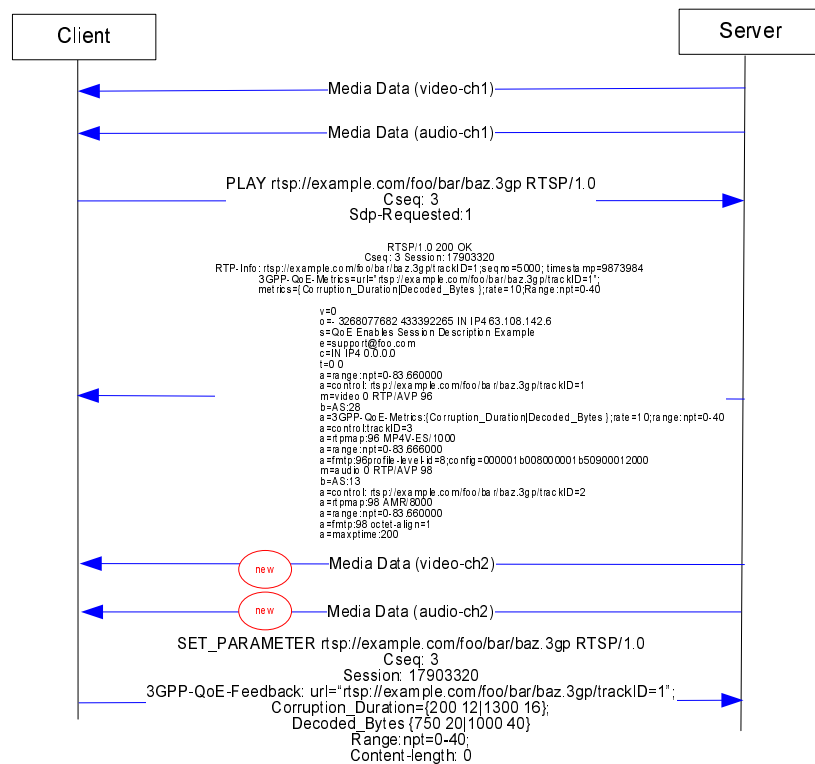 Client
Server
Media Data (video-ch1)
Media Data (audio-ch1)
PLAY rtsp://example.com/foo/bar/baz.3gp RTSP/1.0
Cseq: 3
Sdp-Requested:1
RTSP/1.0 200 OK
Cseq: 3 Session: 17903320
RTP-Info: rtsp://example.com/foo/bar/baz.3gp/trackID=1;seqno=5000; timestamp=9873984
3GPP-QoE-Metrics=url="rtsp://example.com/foo/bar/baz.3gp/trackID=1";
metrics={Corruption_Duration|Decoded_Bytes };rate=10;Range:npt=0-40
v=0
o=- 3268077682 433392265 IN IP4 63.108.142.6
s=QoE Enables Session Description Example
e=support@foo.com
c=IN IP4 0.0.0.0
t=0 0
a=range:npt=0-83.660000
a=control: rtsp://example.com/foo/bar/baz.3gp/trackID=1
m=video 0 RTP/AVP 96
b=AS:28
a=3GPP-QoE-Metrics:{Corruption_Duration|Decoded_Bytes };rate=10;range:npt=0-40
a=control:trackID=3
a=rtpmap:96 MP4V-ES/1000
a=range:npt=0-83.666000
a=fmtp:96profile-level-id=8;config=000001b008000001b50900012000
m=audio 0 RTP/AVP 98
b=AS:13
a=control: rtsp://example.com/foo/bar/baz.3gp/trackID=2
a=rtpmap:98 AMR/8000
a=range:npt=0-83.660000
a=fmtp:98 octet-align=1
a=maxptime:200
new
Media Data (video-ch2)
new
Media Data (audio-ch2)
SET_PARAMETER rtsp://example.com/foo/bar/baz.3gp RTSP/1.0
Cseq: 3
Session: 17903320
3GPP-QoE-Feedback: url=“rtsp://example.com/foo/bar/baz.3gp/trackID=1”;
Corruption_Duration={200 12|1300 16};
Decoded_Bytes {750 20|1000 40}
Range:npt=0-40;
Content-length: 0